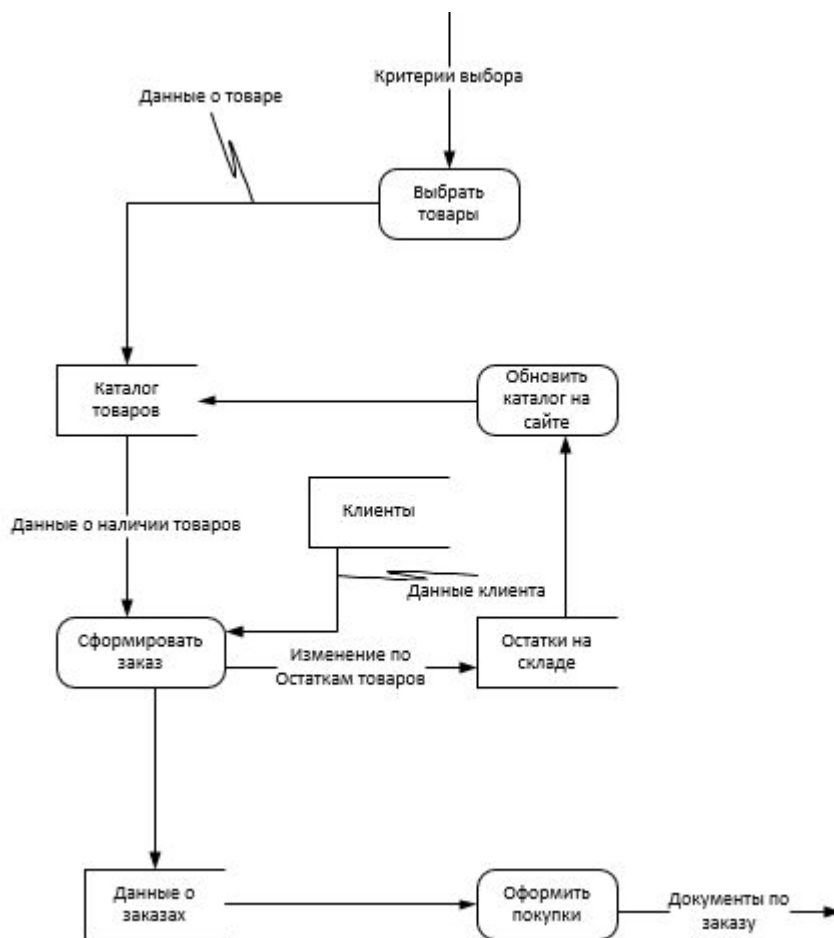 Критерии выбора
Данные о товаре
Выбрать
товары
Каталог
товаров
Обновить
каталог на
сайте
Клиенты
Данные о наличии товаров
Данные клиента
Сформировать
заказ
Изменение по
Остаткам товаров
Остатки на
складе
Данные о
заказах
Оформить
покупки
Документы по
заказу